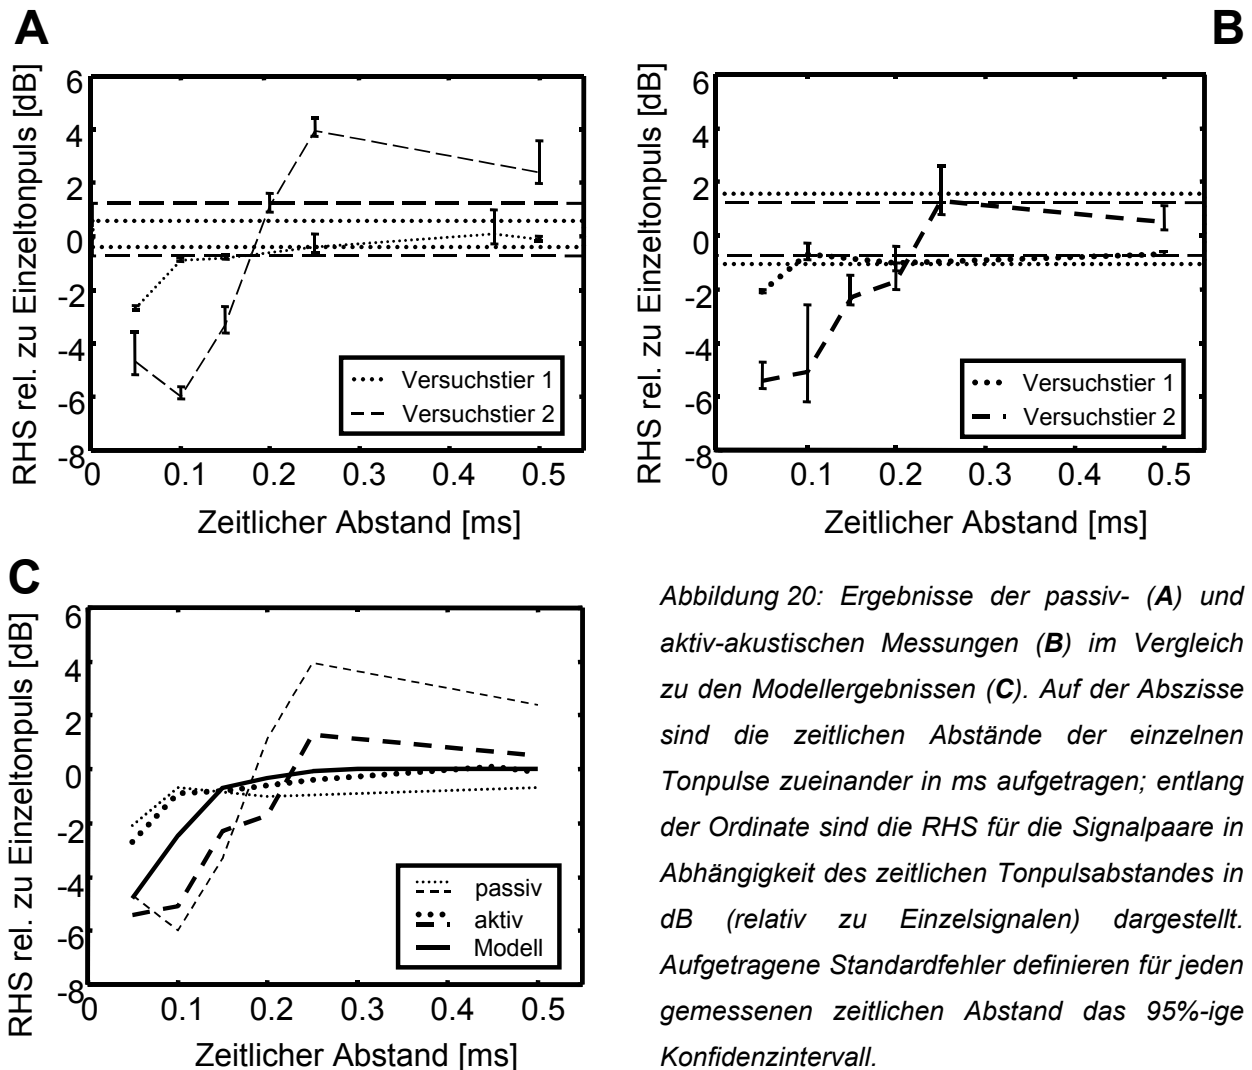 A
RHS rel. zu Einzeltonpuls [dB]
6
4
2
0
-2
-4
-6
-8
0 0.1 0.2 0.3 0.4 0.5
Zeitlicher Abstand [ms]
Versuchstier 1
Versuchstier 2
B
RHS rel. zu Einzeltonpuls [dB]
6
4
2
0
-2
-4
-6
-8
0 0.1 0.2 0.3 0.4 0.5
Zeitlicher Abstand [ms]
Versuchstier 1
Versuchstier 2
C
RHS rel. zu Einzeltonpuls [dB]
6
4
2
0
-2
-4
-6
-8
0 0.1 0.2 0.3 0.4 0.5
Zeitlicher Abstand [ms]
passiv
aktiv
Modell
Abbildung 20: Ergebnisse der passiv- (A) und
aktiv-akustischen Messungen (B) im Vergleich
zu den Modellergebnissen (C). Auf der Abszisse
sind die zeitlichen Abstände der einzelnen
Tonpulse zueinander in ms aufgetragen; entlang
der Ordinate sind die RHS für die Signalpaare in
Abhängigkeit des zeitlichen Tonpulsabstandes in
dB (relativ zu Einzelsignalen) dargestellt.
Aufgetragene Standardfehler definieren für jeden
gemessenen zeitlichen Abstand das 95%-ige
Konfidenzintervall.